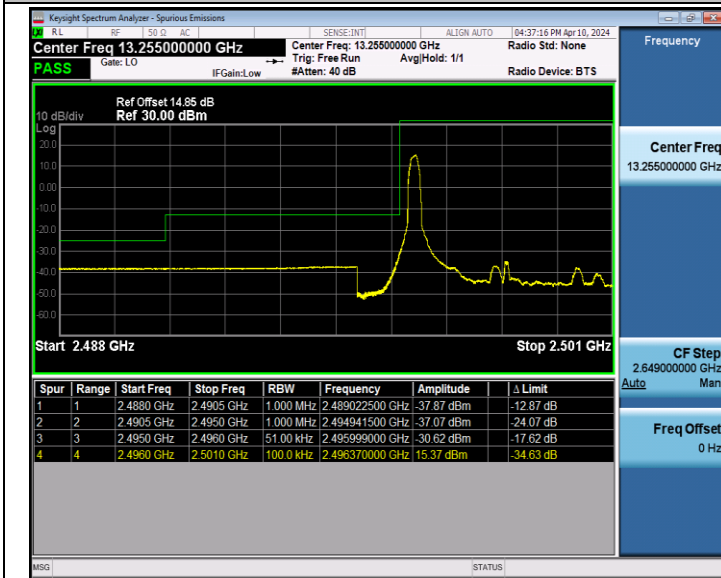 Keysight Spectrum Analyzer - Spurious Emissions
RL RF 50 Ω AC SENSE:INT ALIGN AUTO 04:37:16 PM Apr 10, 2024
Center Freq 13.255000000 GHz Center Freq: 13.255000000 GHz Radio Std: None
Gate: LO Trig: Free Run Avg|Hold: 1/1
PASS IFGain:Low #Atten: 40 dB Radio Device: BTS
Ref Offset 14.85 dB
10 dB/div Ref 30.00 dBm
Log
20.0
10.0
0.00
-10.0
-20.0
-30.0
-40.0
-50.0
-60.0
Start 2.488 GHz Stop 2.501 GHz
Spur Range Start Freq Stop Freq RBW Frequency Amplitude Δ Limit
1 1 2.4880 GHz 2.4905 GHz 1.000 MHz 2.489022500 GHz -37.87 dBm -12.87 dB
2 2 2.4905 GHz 2.4950 GHz 1.000 MHz 2.494941500 GHz -37.07 dBm -24.07 dB
3 3 2.4950 GHz 2.4960 GHz 51.00 kHz 2.495999000 GHz -30.62 dBm -17.62 dB
4 4 2.4960 GHz 2.5010 GHz 100.0 kHz 2.496370000 GHz 15.37 dBm -34.63 dB
MSG STATUS
Frequency
Center Freq
13.255000000 GHz
CF Step
2.649000000 GHz
Auto Man
Freq Offset
0 Hz